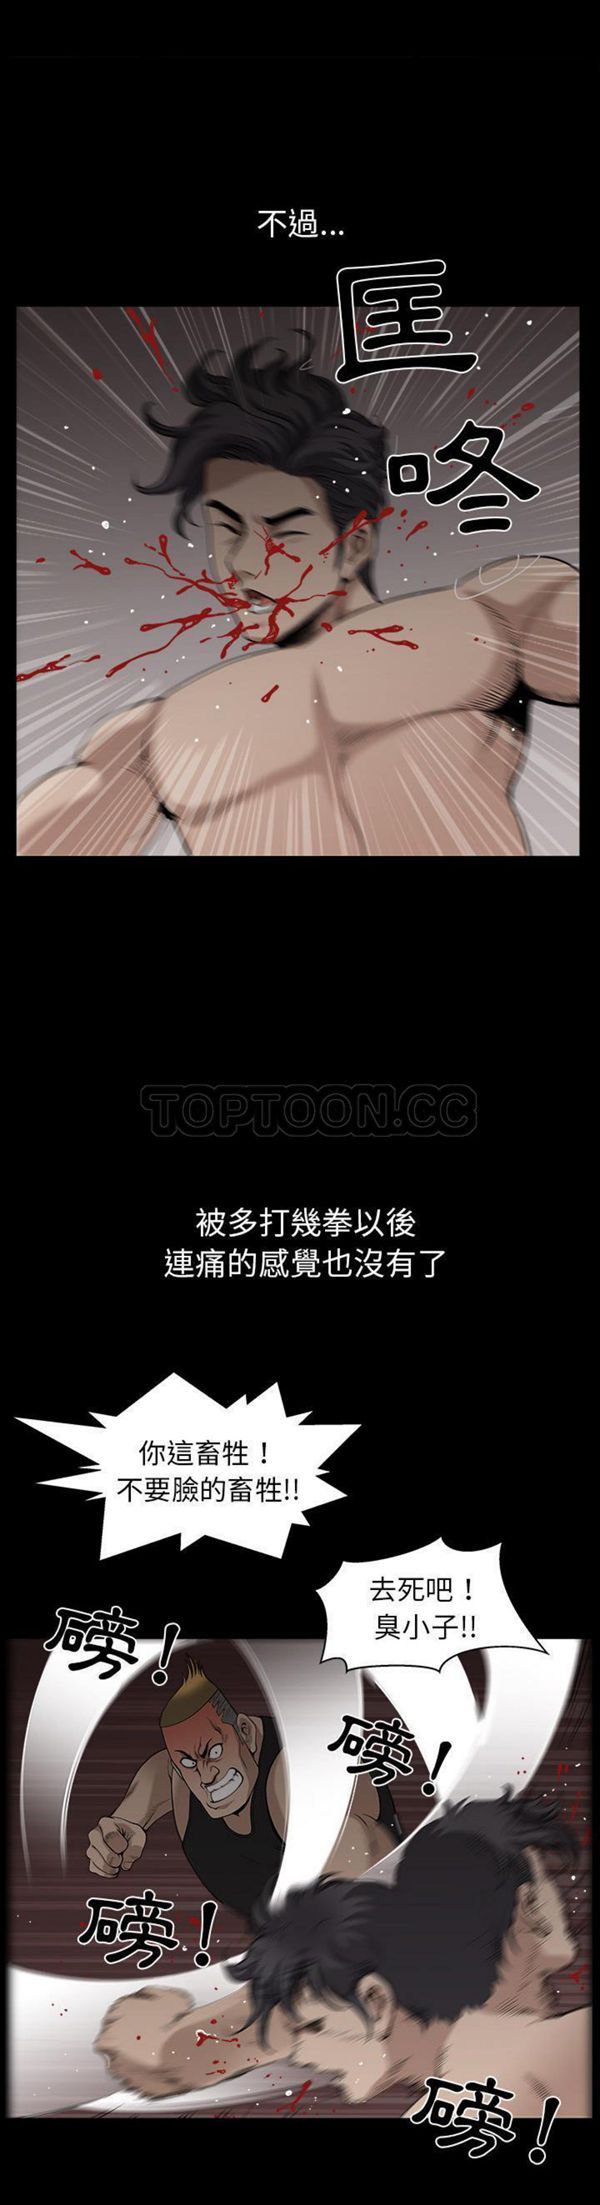 不過...
匡
咚
TOPTOON.CC
被多打幾拳以後
連痛的感覺也沒有了
你這畜牲！
不要臉的畜牲!!
去死吧！
臭小子!!
磅！
磅！
磅！
磅！